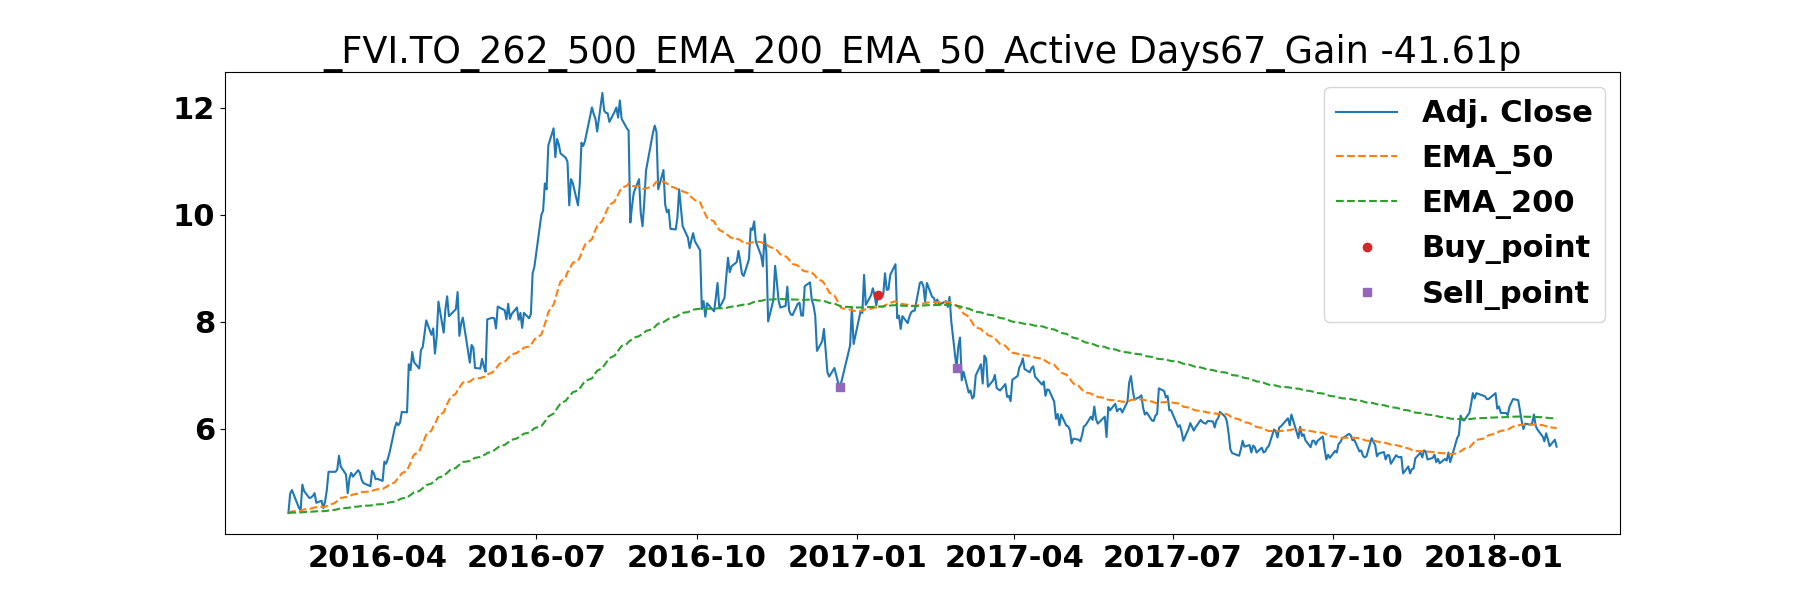 _FVI.TO_262_500_EMA_200_EMA_50_Active Days67_Gain -41.61p
12
10
8
6
Adj. Close
EMA_50
EMA_200
Buy_point
Sell_point
2016-04 2016-07 2016-10 2017-01 2017-04 2017-07 2017-10 2018-01